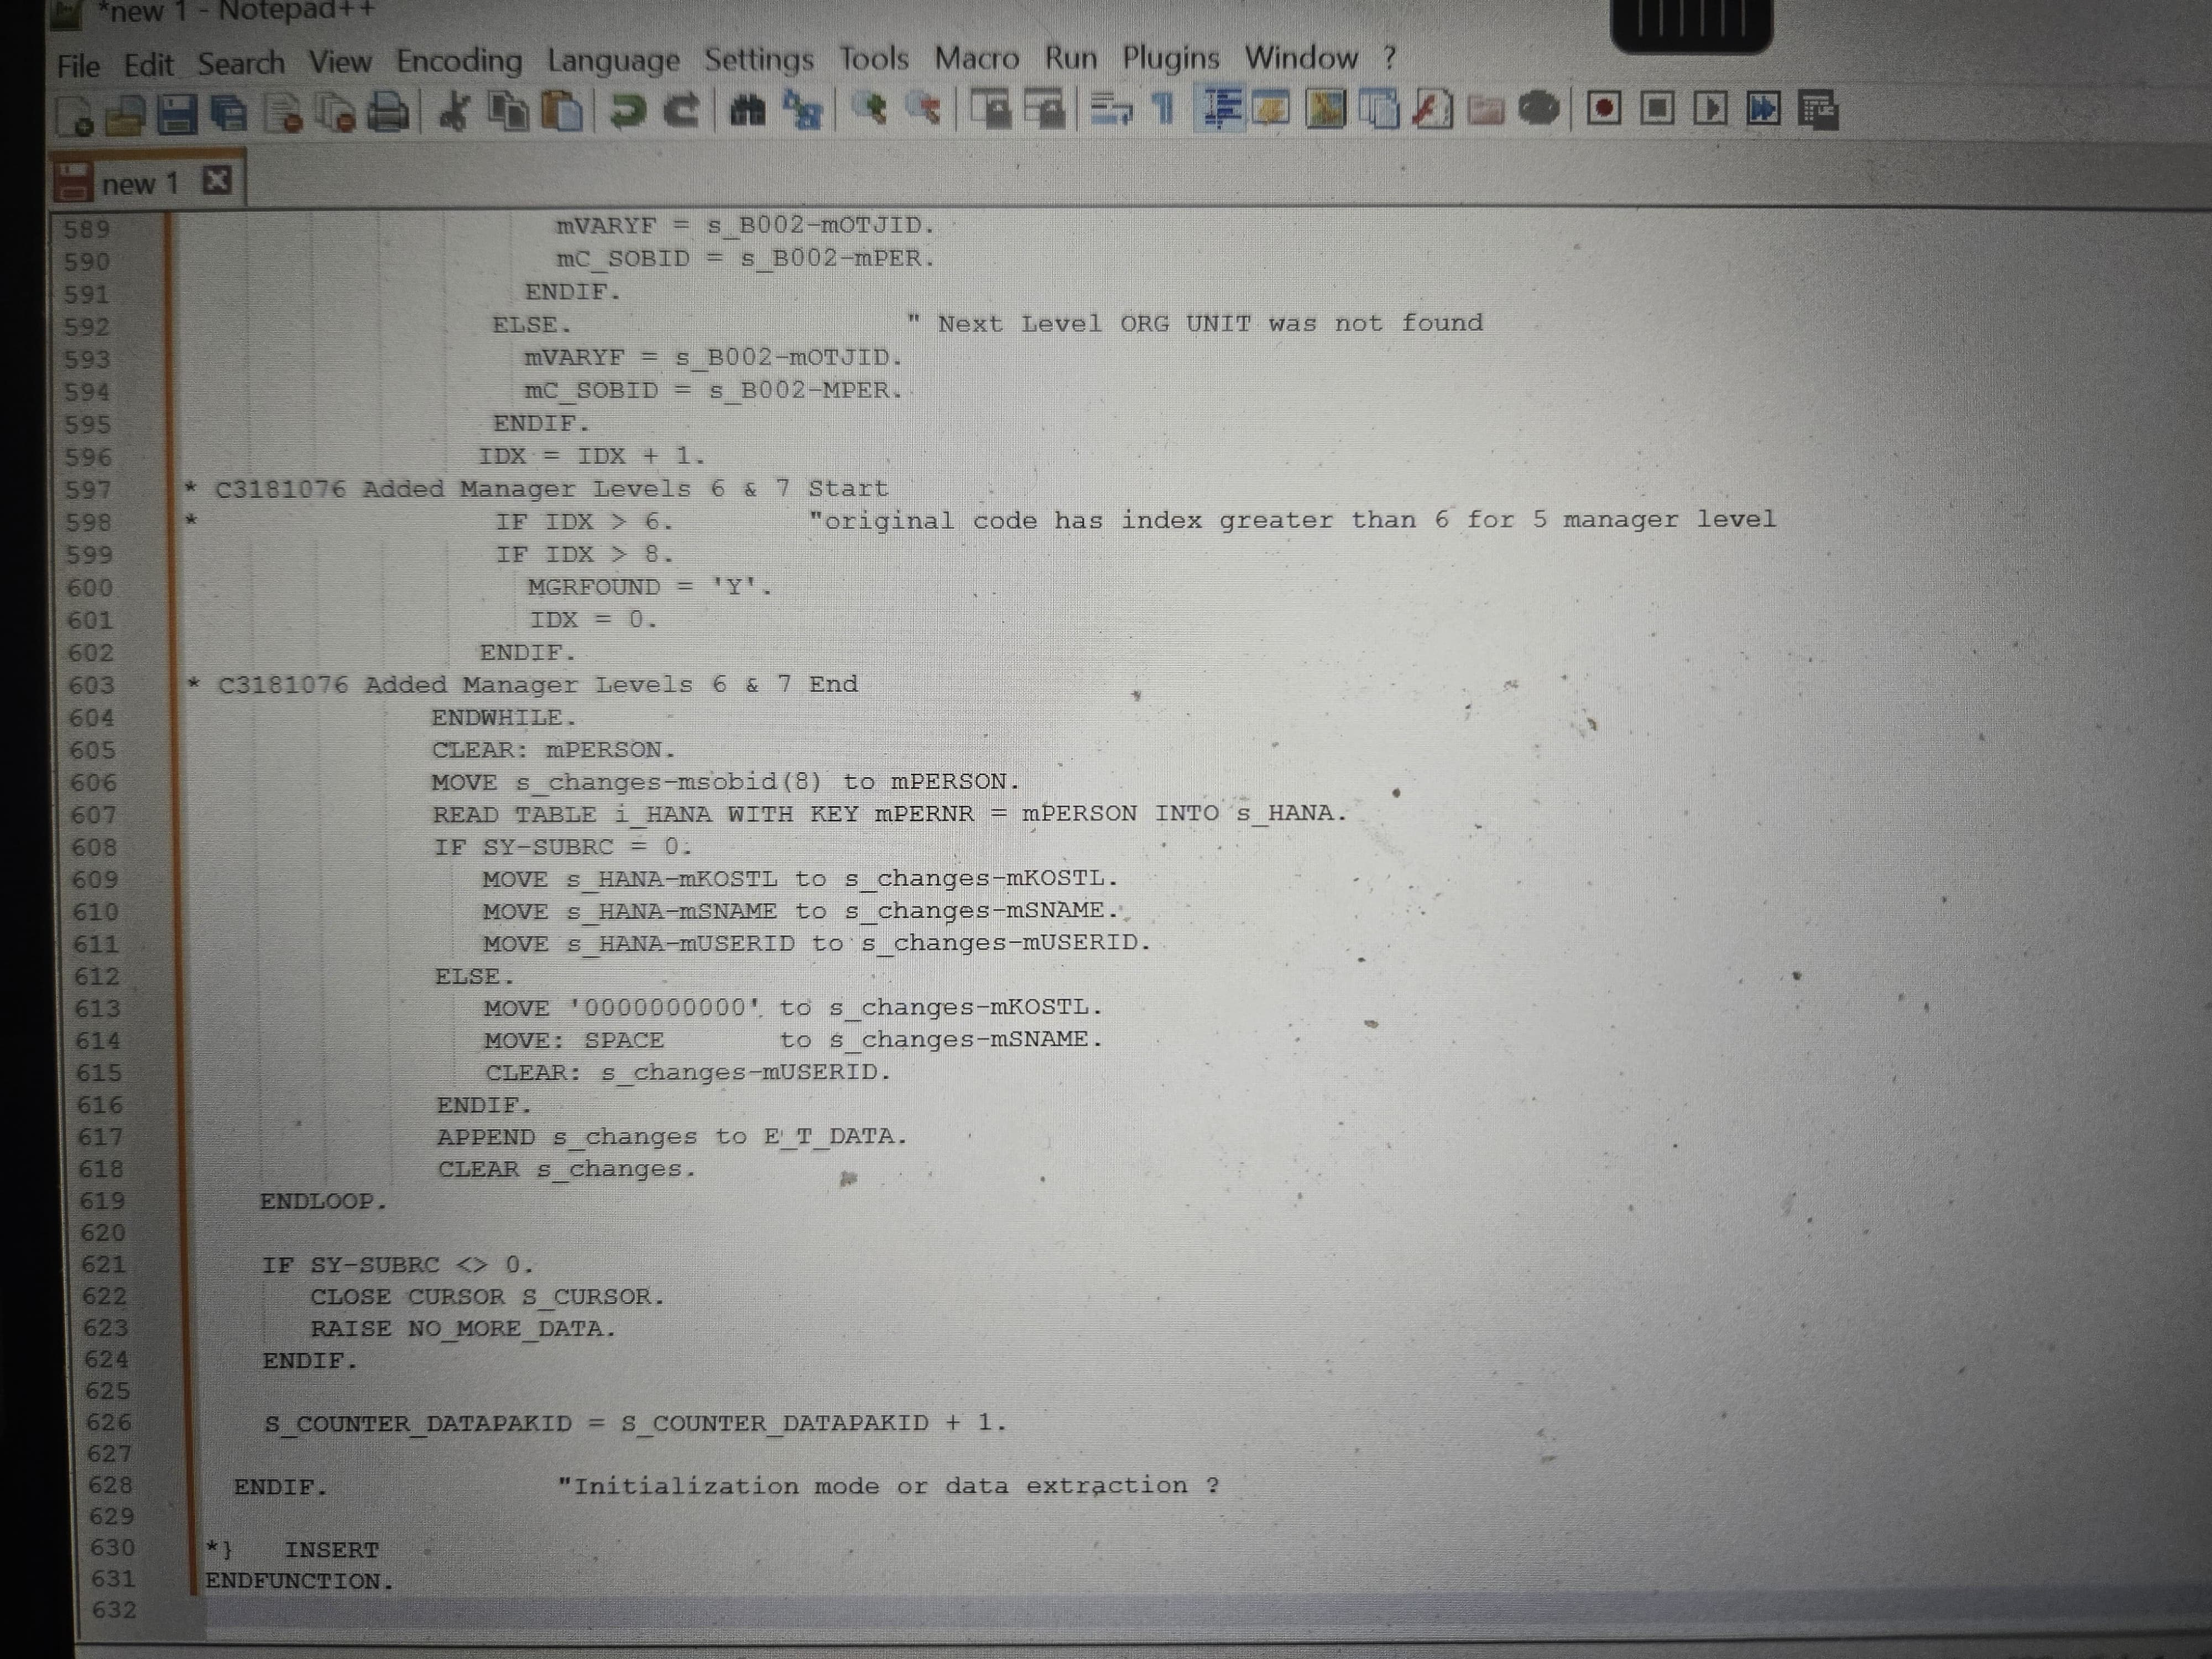 *new 1 - Notepad++
File Edit Search View Encoding Language Settings Tools Macro Run Plugins Window ?
new 1
589 mVARYF = s_B002-mOTJID.
590 mC_SOBID = s_B002-mPER.
591 ENDIF.
592 ELSE. " Next Level ORG UNIT was not found
593 mVARYF = s_B002-mOTJID.
594 mC_SOBID = s_B002-MPER.
595 ENDIF.
596 IDX = IDX + 1.
597 * C3181076 Added Manager Levels 6 & 7 Start
598 * IF IDX > 6. "original code has index greater than 6 for 5 manager level
599 IF IDX > 8.
600 MGRFOUND = 'Y'.
601 IDX = 0.
602 ENDIF.
603 * C3181076 Added Manager Levels 6 & 7 End
604 ENDWHILE.
605 CLEAR: mPERSON.
606 MOVE s_changes-msobid(8) to mPERSON.
607 READ TABLE i_HANA WITH KEY mPERNR = mPERSON INTO s_HANA.
608 IF SY-SUBRC = 0.
609 MOVE s_HANA-mKOSTL to s_changes-mKOSTL.
610 MOVE s_HANA-mSNAME to s_changes-mSNAME.
611 MOVE s_HANA-mUSERID to s_changes-mUSERID.
612 ELSE.
613 MOVE '0000000000' to s_changes-mKOSTL.
614 MOVE: SPACE to s_changes-mSNAME.
615 CLEAR: s_changes-mUSERID.
616 ENDIF.
617 APPEND s_changes to E_T_DATA.
618 CLEAR s_changes.
619 ENDLOOP.
620
621 IF SY-SUBRC <> 0.
622 CLOSE CURSOR S_CURSOR.
623 RAISE NO_MORE_DATA.
624 ENDIF.
625
626 S_COUNTER_DATAPAKID = S_COUNTER_DATAPAKID + 1.
627
628 ENDIF. "Initialization mode or data extraction ?
629
630 *} INSERT
631 ENDFUNCTION.
632